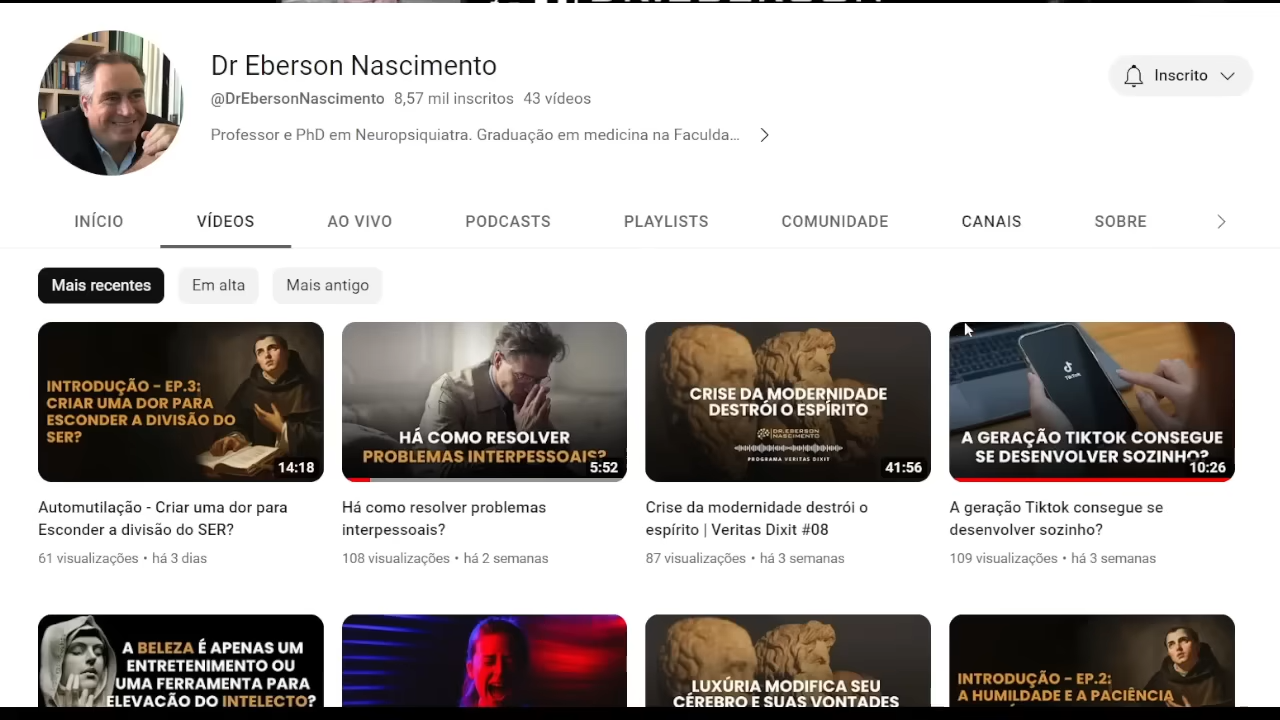 Dr Eberson Nascimento
@DrEbersonNascimento 8,57 mil inscritos 43 vídeos
Professor e PhD em Neuropsiquiatra. Graduação em medicina na Faculda...
Inscrito
INÍCIO
VÍDEOS
AO VIVO
PODCASTS
PLAYLISTS
COMUNIDADE
CANAIS
SOBRE
Mais recentes
Em alta
Mais antigo
INTRODUÇÃO - EP.3:
CRIAR UMA DOR PARA
ESCONDER A DIVISÃO DO
SER?
14:18
HÁ COMO RESOLVER
PROBLEMAS INTERPESSOAIS?
5:52
CRISE DA MODERNIDADE
DESTRÓI O ESPÍRITO
DR.EBERSON
NASCIMENTO
PROGRAMA VERITAS DIXIT
41:56
TikTok
A GERAÇÃO TIKTOK CONSEGUE
SE DESENVOLVER SOZINHO?
10:26
Automutilação - Criar uma dor para
Esconder a divisão do SER?
61 visualizações • há 3 dias
Há como resolver problemas
interpessoais?
108 visualizações • há 2 semanas
Crise da modernidade destrói o
espírito | Veritas Dixit #08
87 visualizações • há 3 semanas
A geração Tiktok consegue se
desenvolver sozinho?
109 visualizações • há 3 semanas
A BELEZA É APENAS UM
ENTRETENIMENTO OU
UMA FERRAMENTA PARA
ELEVAÇÃO DO INTELECTO?
LUXÚRIA MODIFICA SEU
CÉREBRO E SUAS VONTADES
INTRODUÇÃO - EP.2:
A HUMILDADE E A PACIÊNCIA